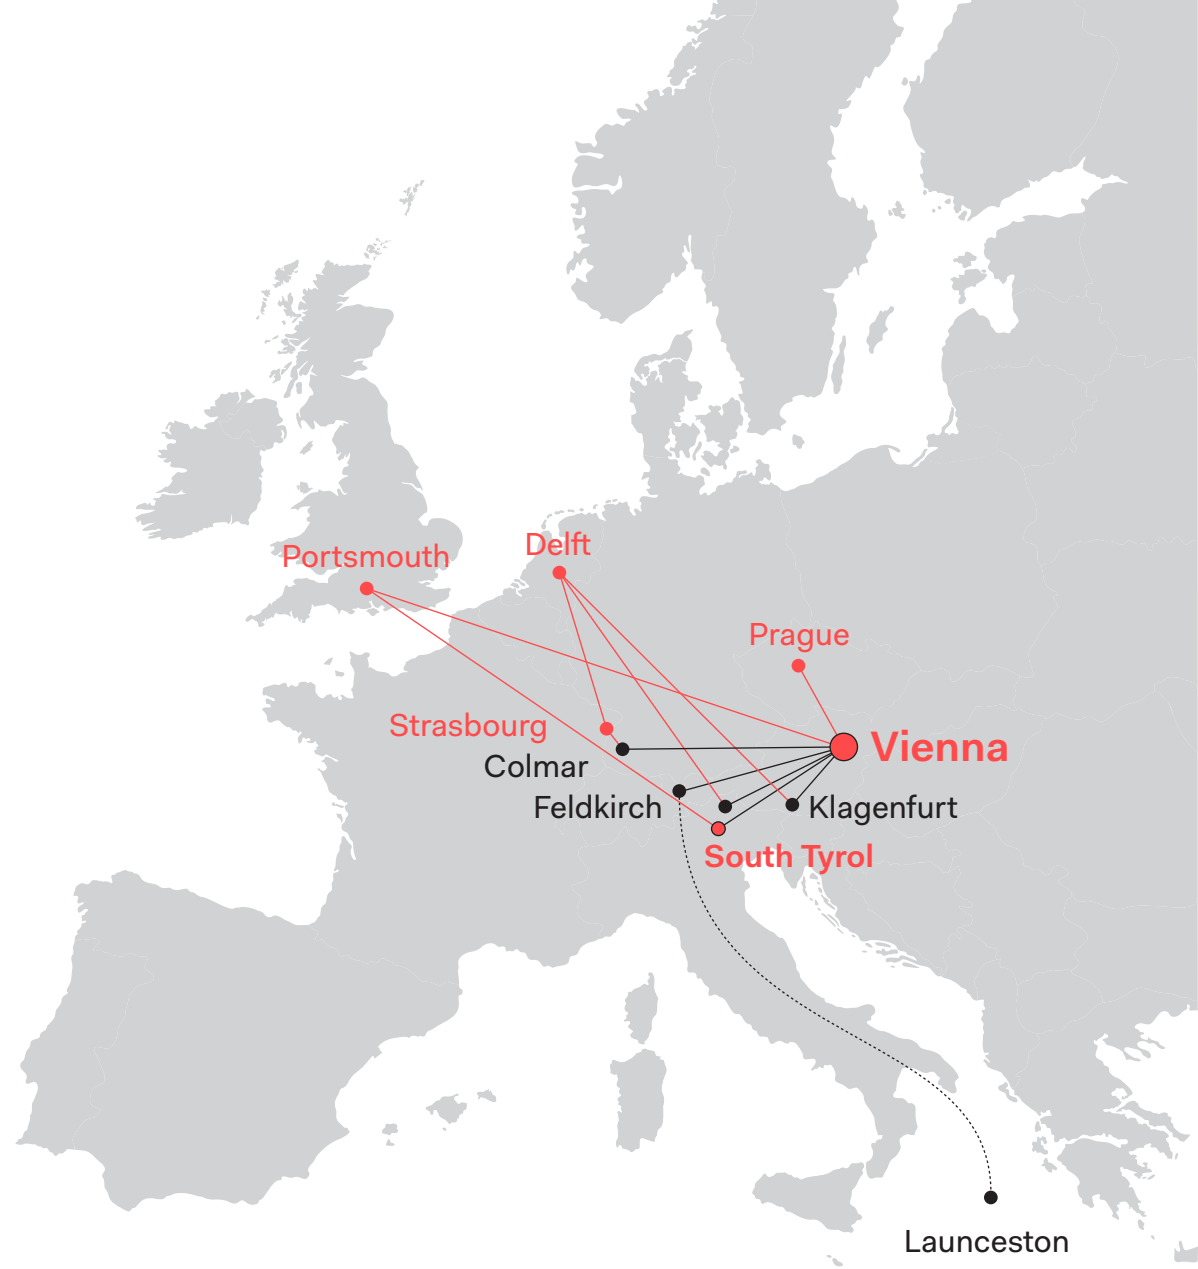 Portsmouth
Delft
Prague
Strasbourg
Vienna
Colmar
Feldkirch
Klagenfurt
South Tyrol
Launceston